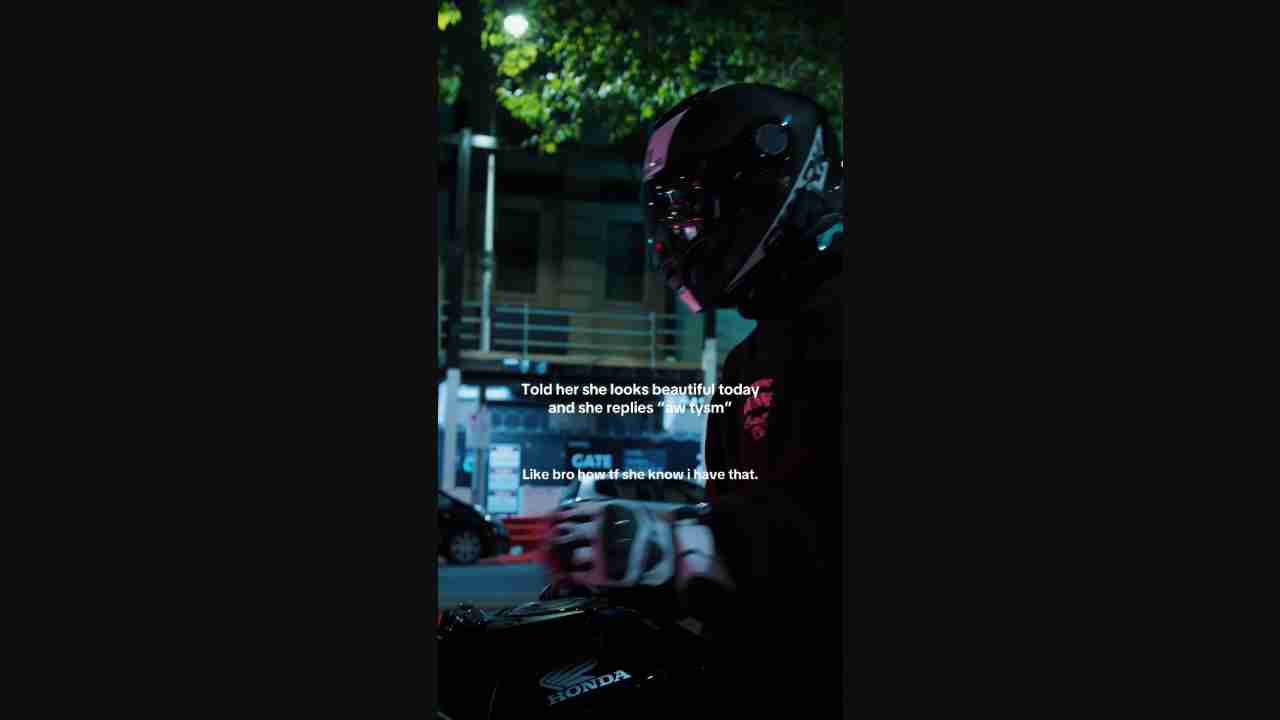 Told her she looks beautiful today
and she replies “aw tysm”
GATE
Like bro how tf she know i have that.
HONDA